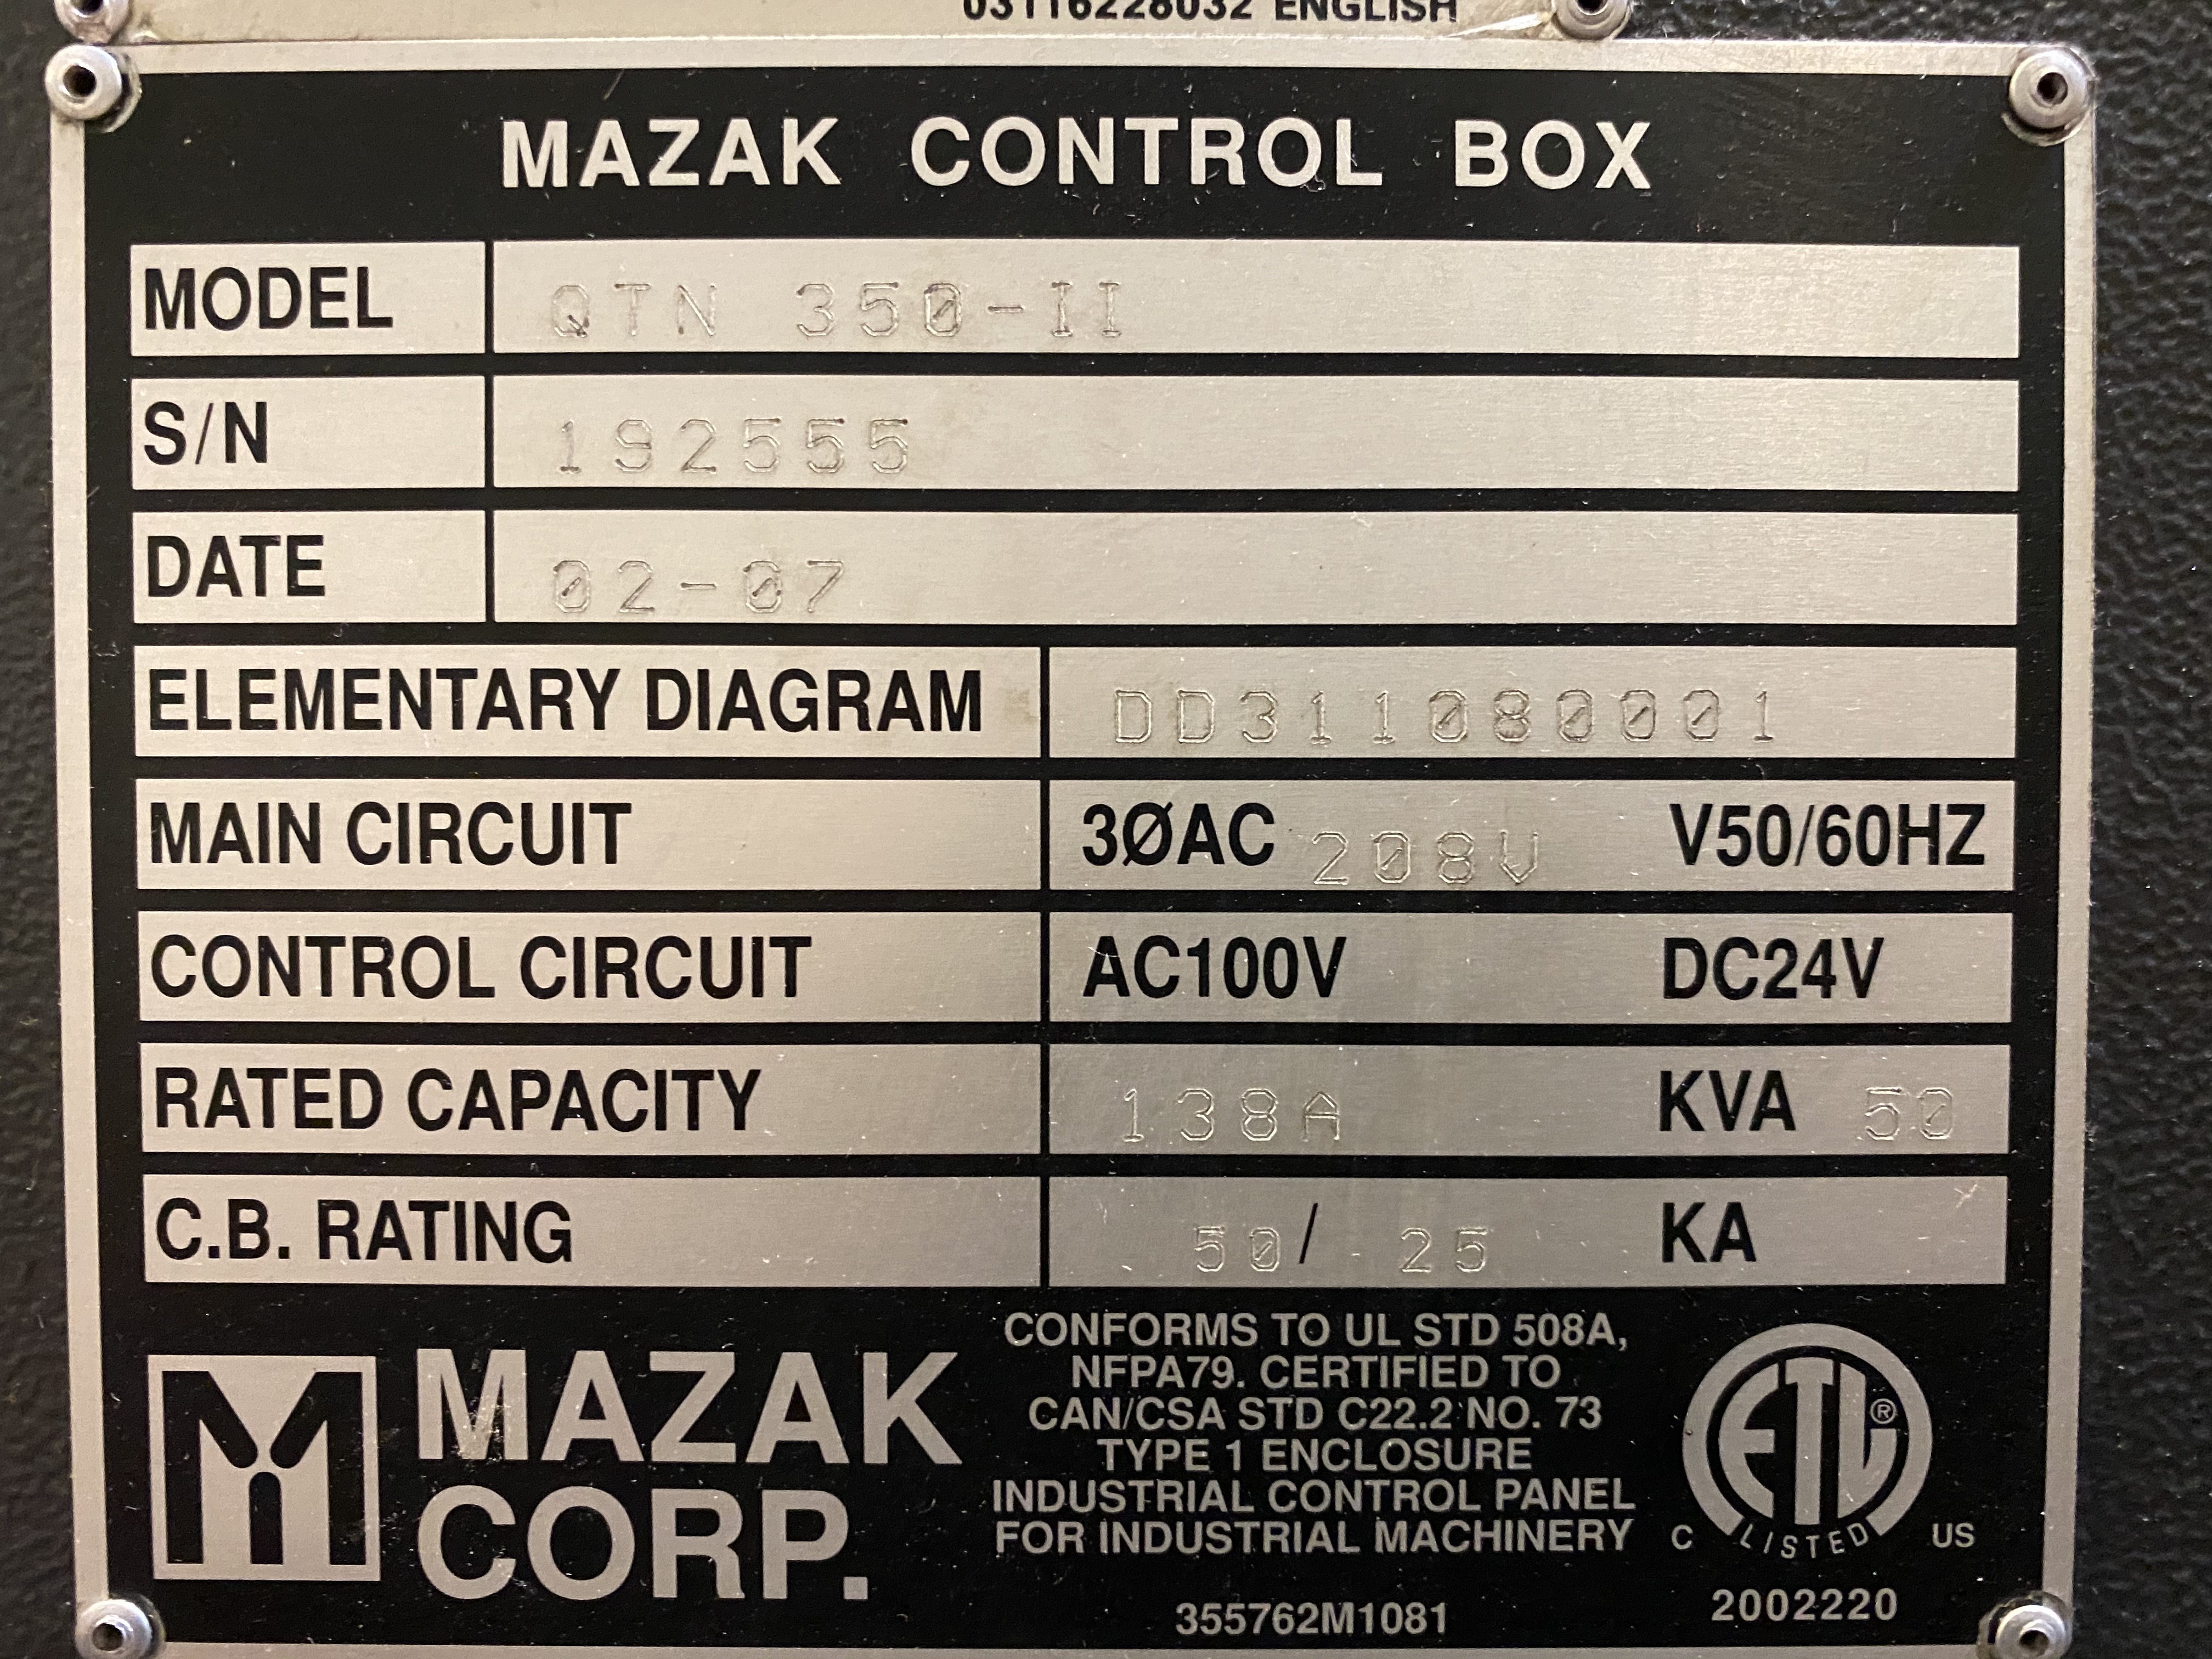 03116228032 ENGLISH
MAZAK CONTROL BOX
MODEL QTN 350-II
S/N 192555
DATE 02-07
ELEMENTARY DIAGRAM DD311080001
MAIN CIRCUIT 3ØAC 208V V50/60HZ
CONTROL CIRCUIT AC100V DC24V
RATED CAPACITY 138A KVA 50
C.B. RATING 50/ 25 KA
MAZAK
CORP.
CONFORMS TO UL STD 508A,
NFPA79. CERTIFIED TO
CAN/CSA STD C22.2 NO. 73
TYPE 1 ENCLOSURE
INDUSTRIAL CONTROL PANEL
FOR INDUSTRIAL MACHINERY
355762M1081
ETL ®
C LISTED US
2002220